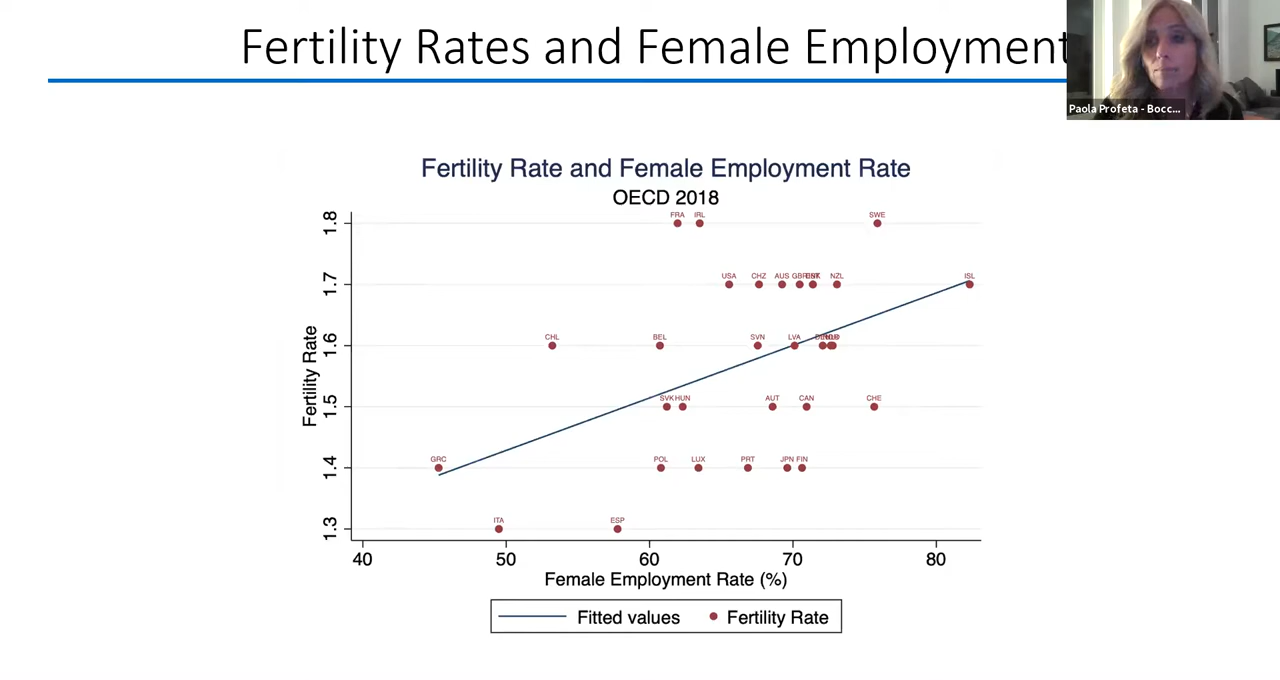 Fertility Rates and Female Employment
Paola Profeta - Bocc...
Fertility Rate and Female Employment Rate
OECD 2018
1.8
FRA IRL SWE
1.7
USA CHZ AUS GBR NZL ISL
1.6
CHL BEL SVN LVA
1.5
SVK HUN AUT CAN CHE
1.4
GRC POL LUX PRT JPN FIN
1.3
ITA ESP
Fertility Rate
40 50 60 70 80
Female Employment Rate (%)
Fitted values
Fertility Rate